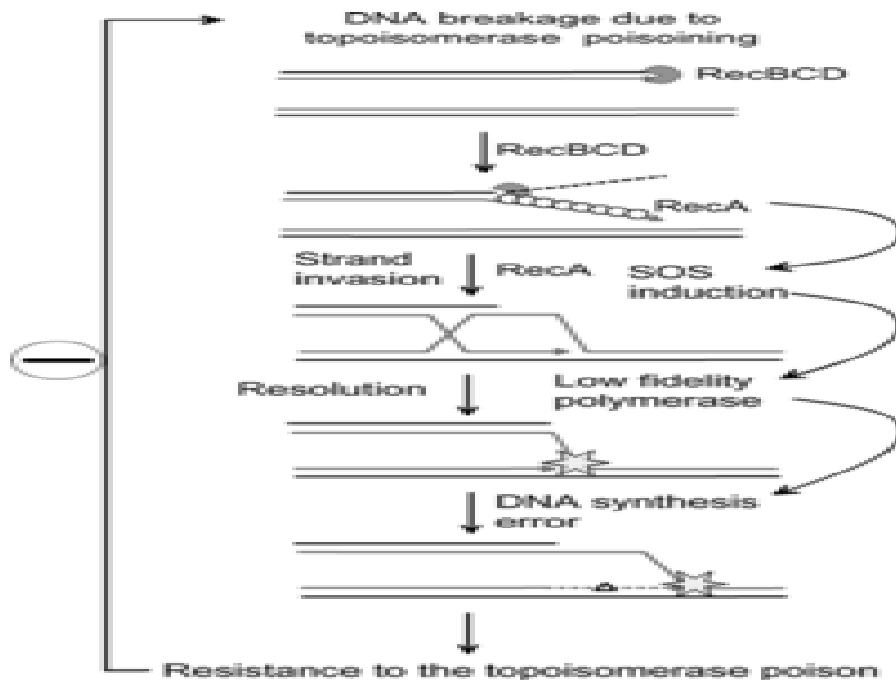 DNA breakage due to
topoisomerase poisoining
RecBCD
RecBCD
RecA
Strand
invasion
RecA
SOS
induction
Resolution
Low fidelity
polymerase
DNA synthesis
error
Resistance to the topoisomerase poison